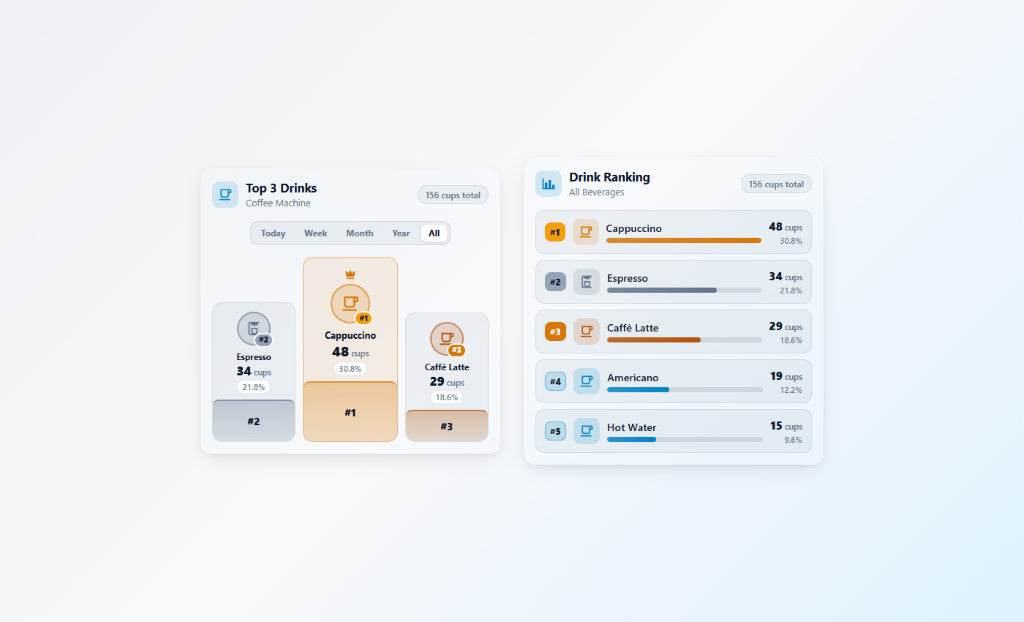 Top 3 Drinks
Coffee Machine
156 cups total
Today Week Month Year All
#2
Espresso
34 cups
21.8%
#2
#1
Cappuccino
48 cups
30.8%
#1
#3
Caffè Latte
29 cups
18.6%
#3
Drink Ranking
All Beverages
156 cups total
#1 Cappuccino 48 cups
30.8%
#2 Espresso 34 cups
21.8%
#3 Caffè Latte 29 cups
18.6%
#4 Americano 19 cups
12.2%
#5 Hot Water 15 cups
9.6%